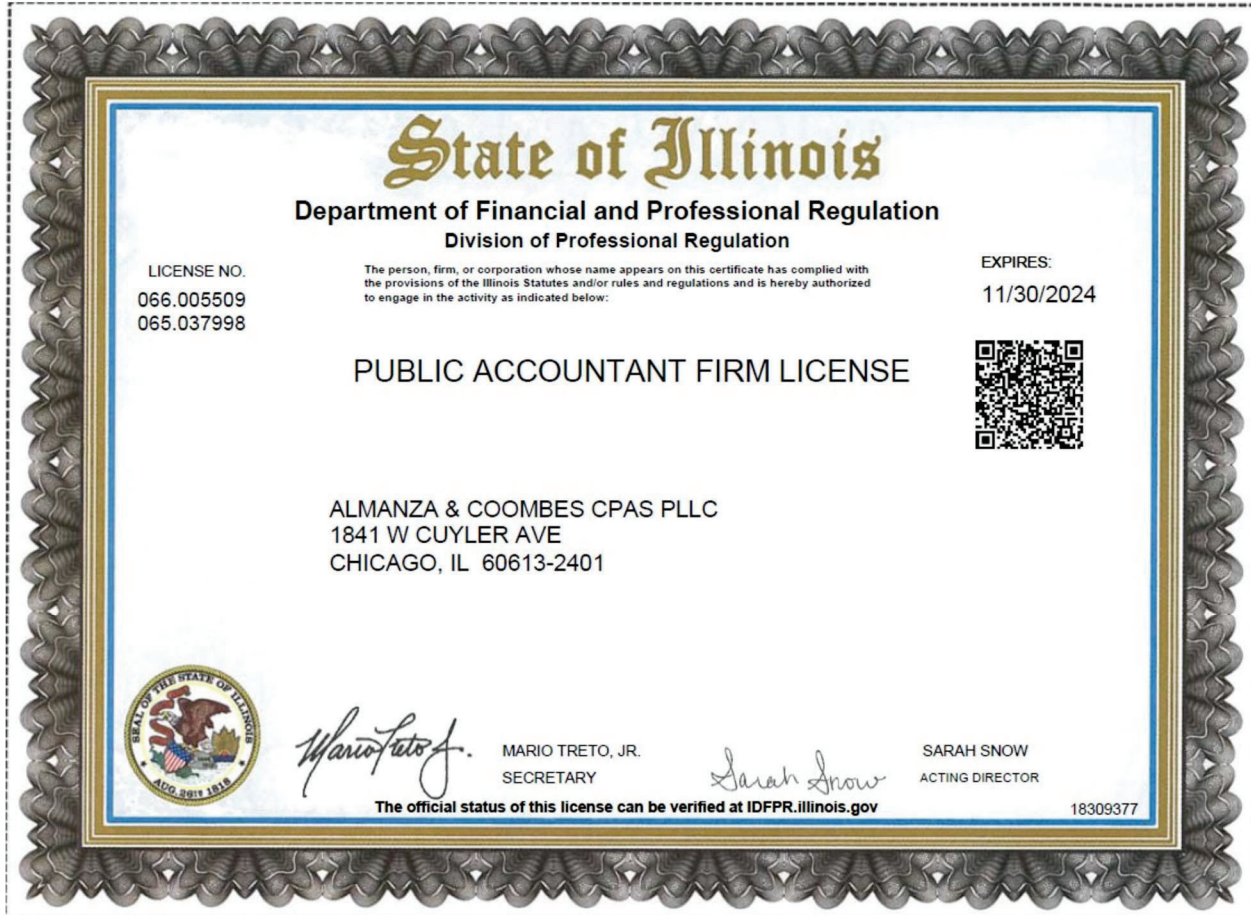 State of Illinois
Department of Financial and Professional Regulation
Division of Professional Regulation
LICENSE NO.
066.005509
065.037998
The person, firm, or corporation whose name appears on this certificate has complied with
the provisions of the Illinois Statutes and/or rules and regulations and is hereby authorized
to engage in the activity as indicated below:
EXPIRES:
11/30/2024
PUBLIC ACCOUNTANT FIRM LICENSE
ALMANZA & COOMBES CPAS PLLC
1841 W CUYLER AVE
CHICAGO, IL 60613-2401
SEAL OF THE STATE OF ILLINOIS
AUG. 26TH 1818
Mario Treto Jr.
MARIO TRETO, JR.
SECRETARY
Sarah Snow
SARAH SNOW
ACTING DIRECTOR
The official status of this license can be verified at IDFPR.illinois.gov
18309377